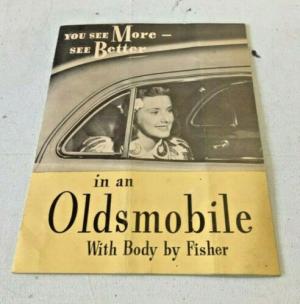 You see More –
see Better
in an
Oldsmobile
With Body by Fisher